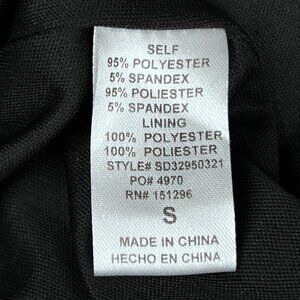 SELF
95% POLYESTER
5% SPANDEX
95% POLIESTER
5% SPANDEX
LINING
100% POLYESTER
100% POLIESTER
STYLE# SD32950321
PO# 4970
RN# 151296
S
MADE IN CHINA
HECHO EN CHINA